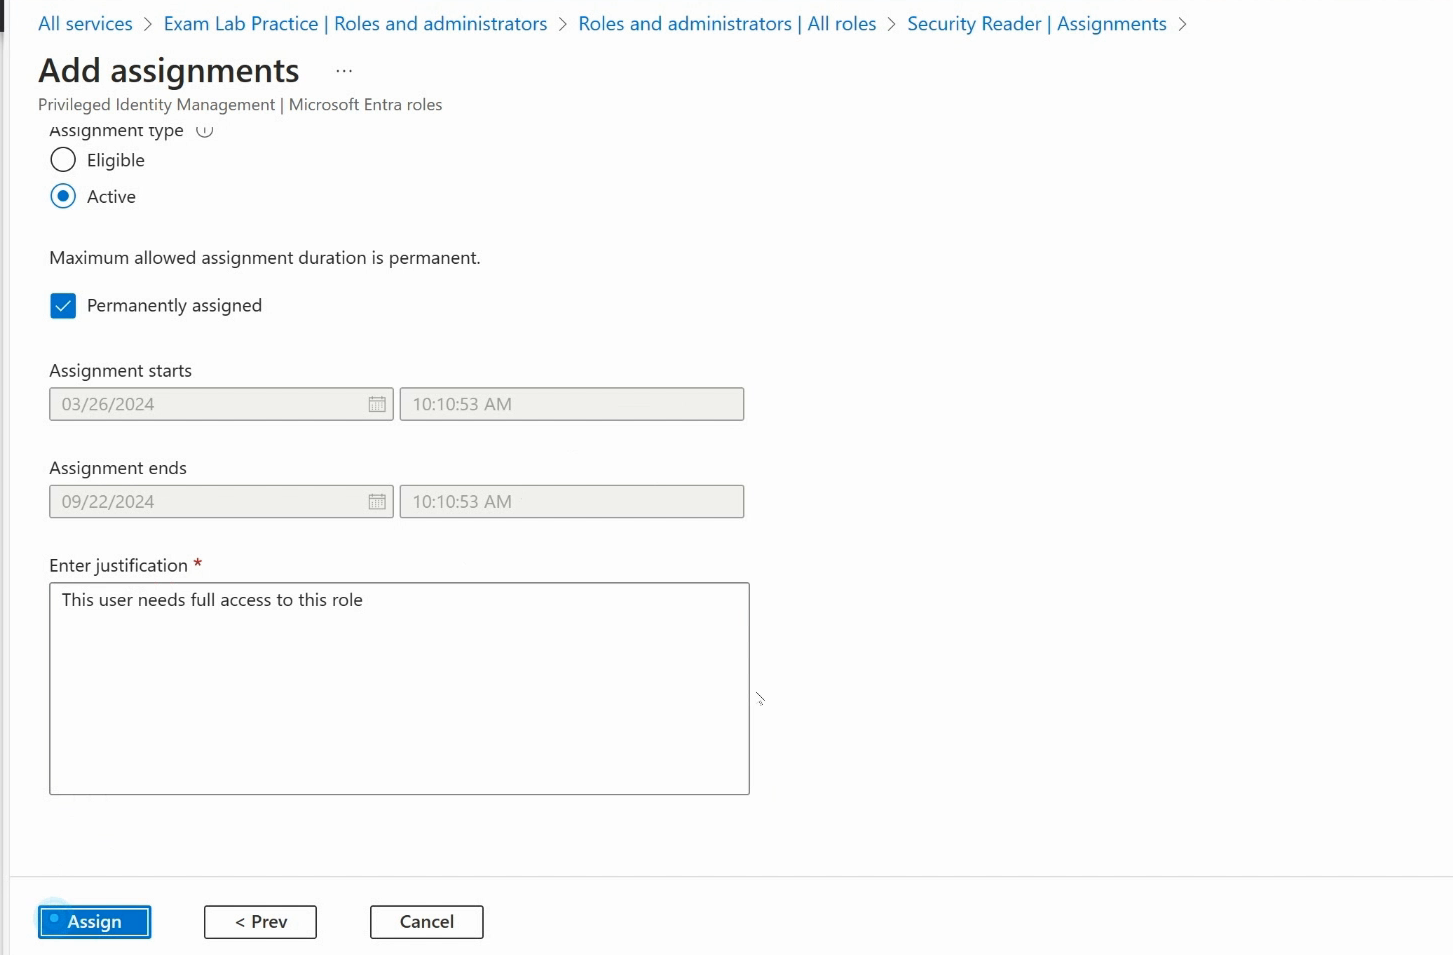 All services > Exam Lab Practice | Roles and administrators > Roles and administrators | All roles > Security Reader | Assignments >
Add assignments ...
Privileged Identity Management | Microsoft Entra roles
Assignment type
Eligible
Active
Maximum allowed assignment duration is permanent.
Permanently assigned
Assignment starts
03/26/2024 10:10:53 AM
Assignment ends
09/22/2024 10:10:53 AM
Enter justification *
This user needs full access to this role
Assign < Prev Cancel